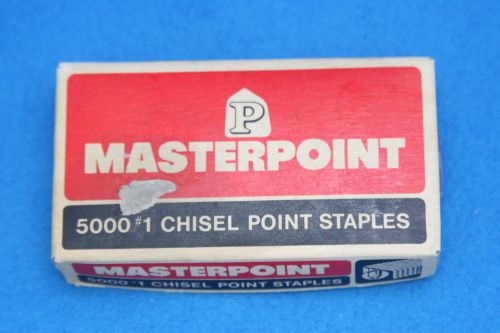 P
MASTERPOINT
5000 #1 CHISEL POINT STAPLES
MASTERPOINT
5000 #1 CHISEL POINT STAPLES